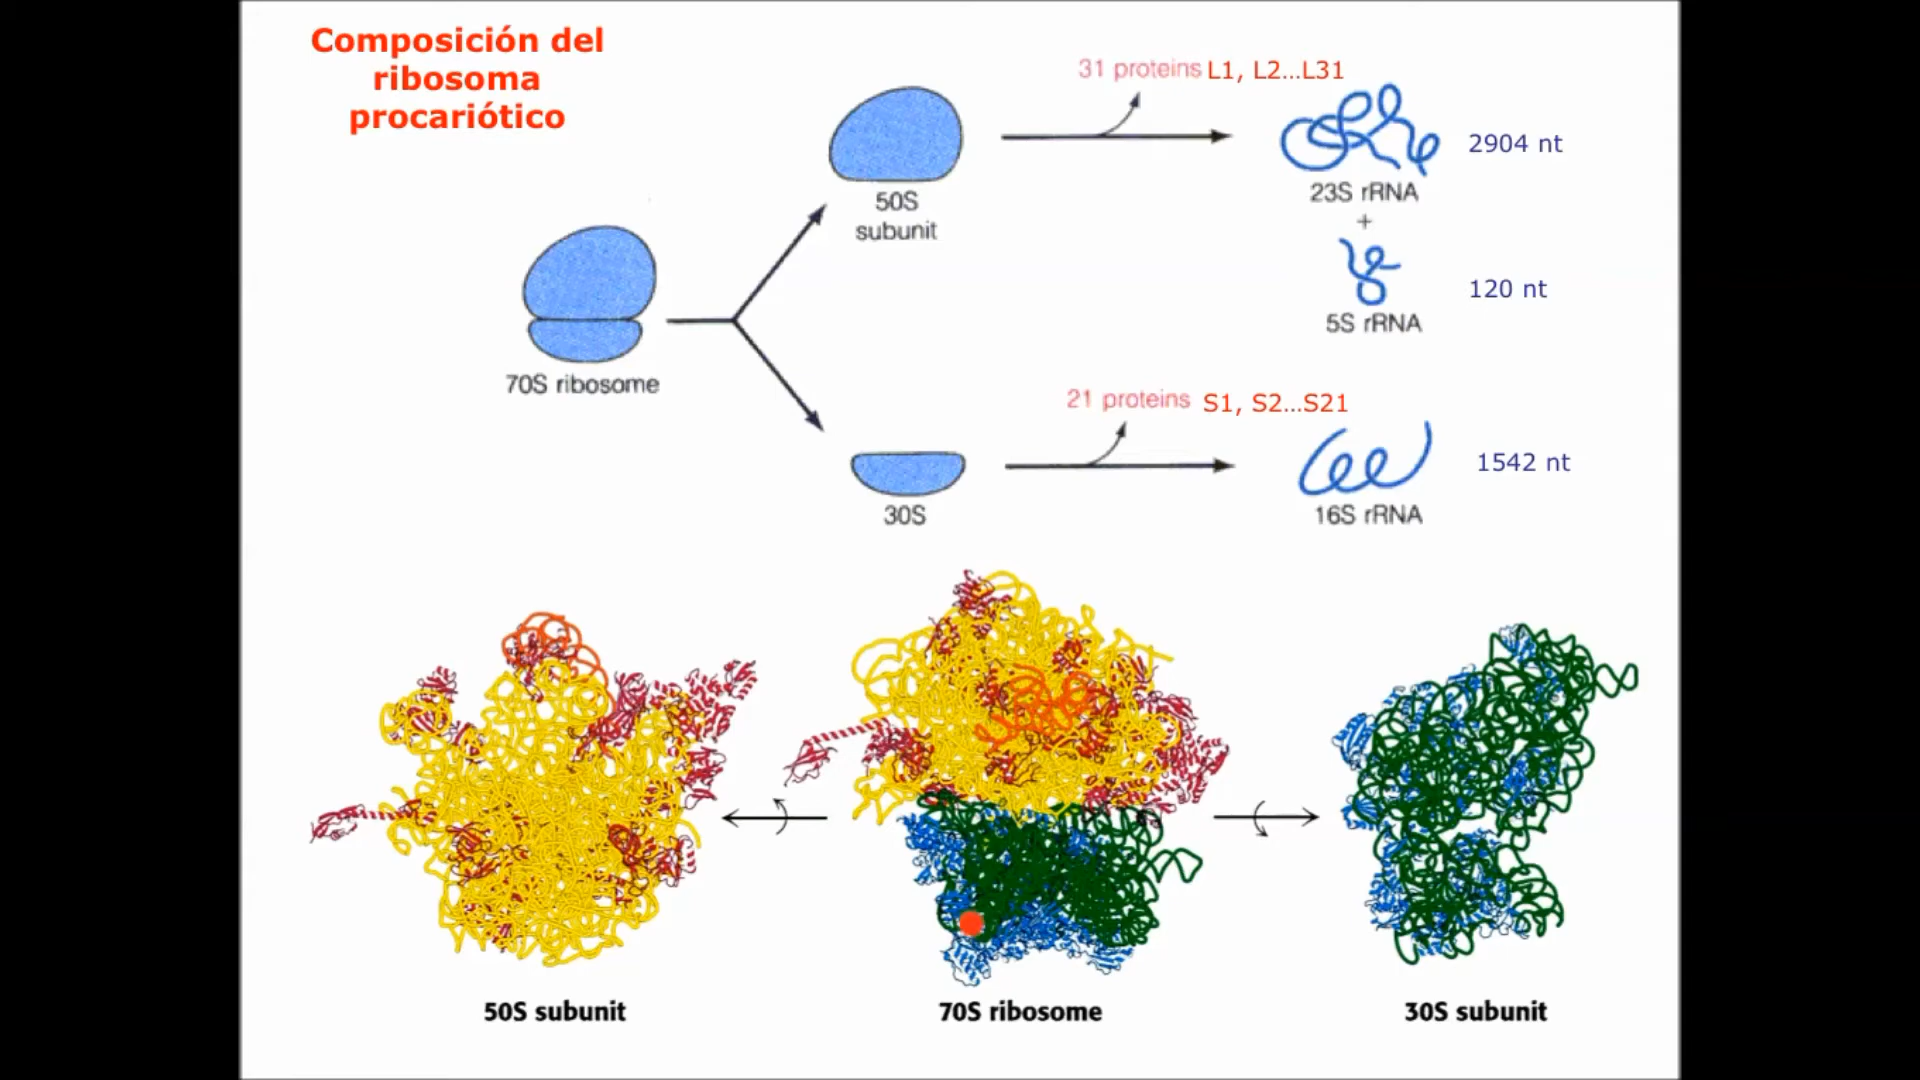 Composición del
ribosoma
procariótico
31 proteins L1, L2...L31
2904 nt
23S rRNA
+
50S
subunit
120 nt
5S rRNA
70S ribosome
21 proteins S1, S2...S21
1542 nt
30S
16S rRNA
50S subunit
70S ribosome
30S subunit